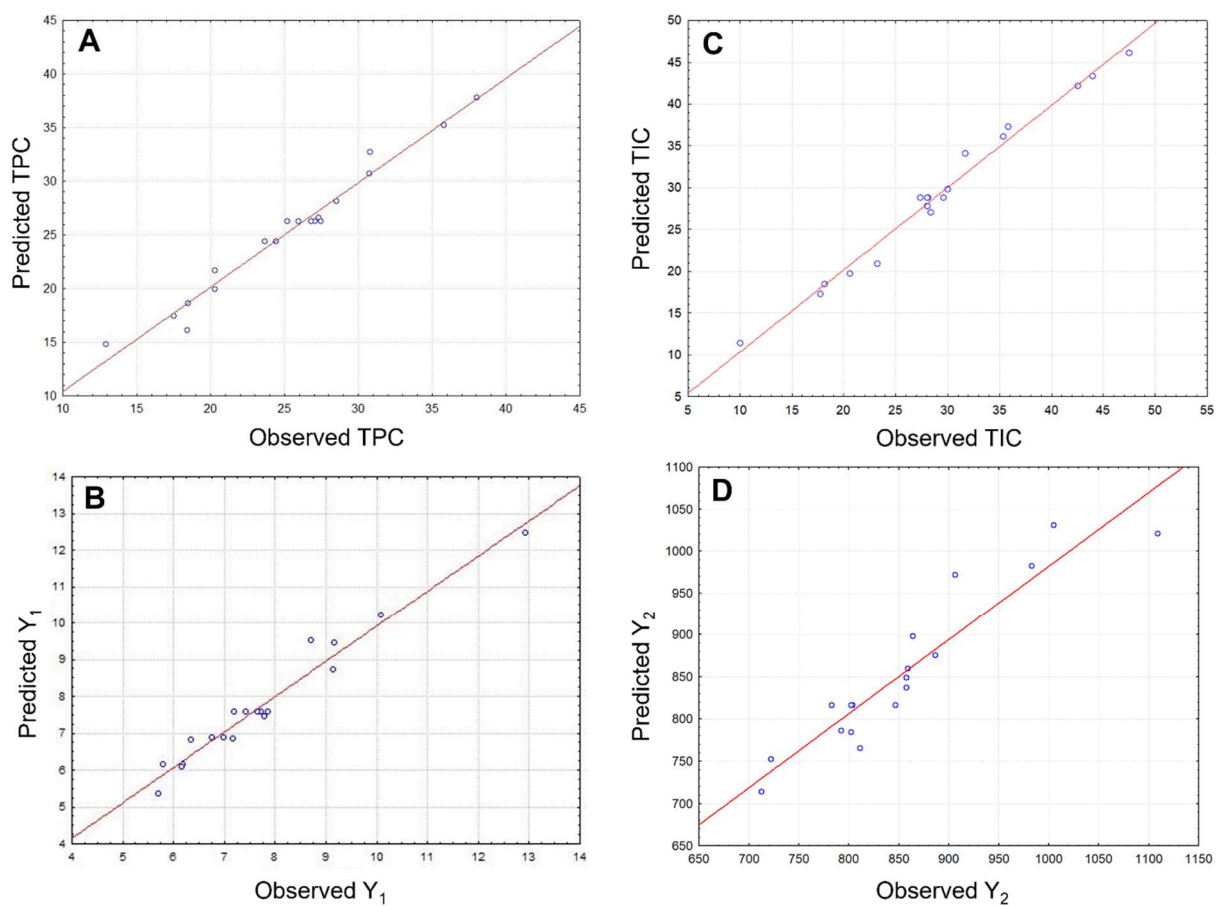 A
45
40
35
30
25
20
15
10
10 15 20 25 30 35 40 45
Predicted TPC
Observed TPC
C
50
45
40
35
30
25
20
15
10
5
5 10 15 20 25 30 35 40 45 50 55
Predicted TIC
Observed TIC
B
14
13
12
11
10
9
8
7
6
5
4
4 5 6 7 8 9 10 11 12 13 14
Predicted Y₁
Observed Y₁
D
1100
1050
1000
950
900
850
800
750
700
650
650 700 750 800 850 900 950 1000 1050 1100 1150
Predicted Y₂
Observed Y₂